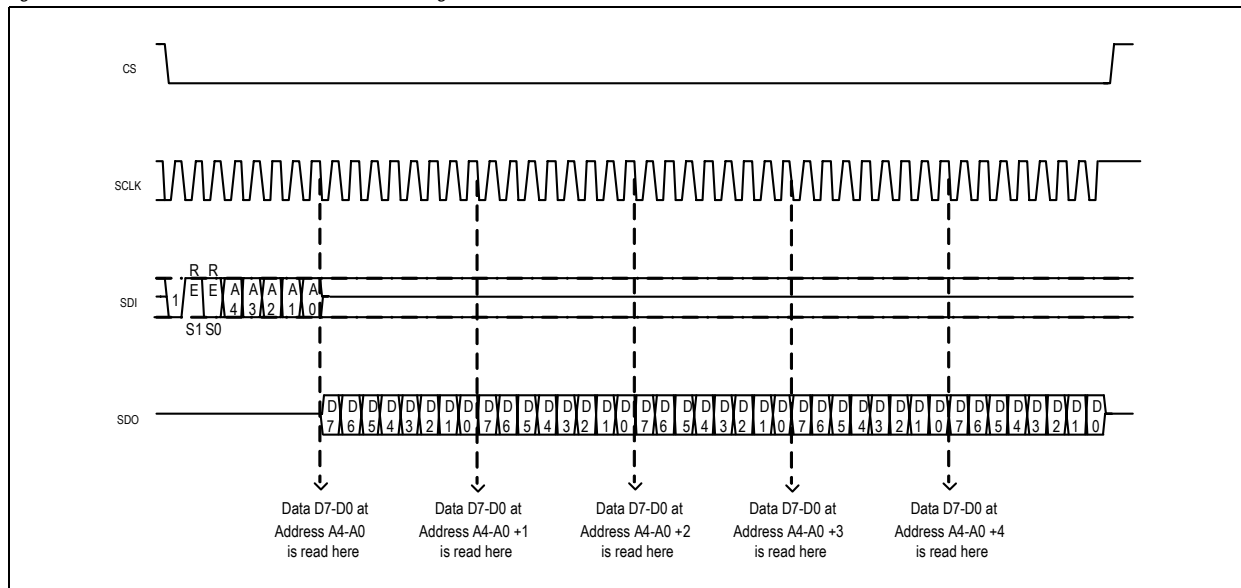 CS
SCLK
R R
1 E E A A A A A
4 3 2 1 0
SDI
S1 S0
SDO
D D D D D D D D D D D D D D D D D D D D D D D D D D D D D D D D D D D D D D D D
7 6 5 4 3 2 1 0 7 6 5 4 3 2 1 0 7 6 5 4 3 2 1 0 7 6 5 4 3 2 1 0 7 6 5 4 3 2 1 0
Data D7-D0 at Data D7-D0 at Data D7-D0 at Data D7-D0 at Data D7-D0 at
Address A4-A0 Address A4-A0 +1 Address A4-A0 +2 Address A4-A0 +3 Address A4-A0 +4
is read here is read here is read here is read here is read here